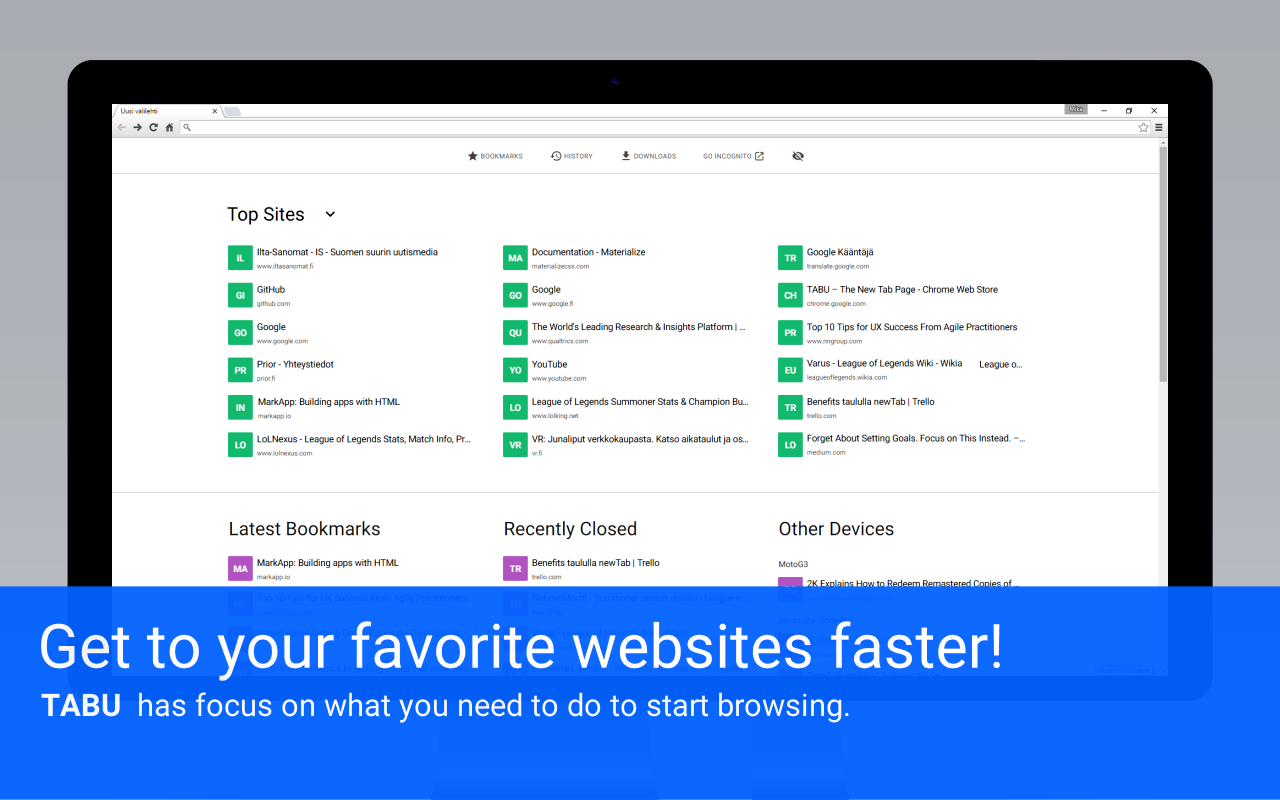 Uusi välilehti
Mika
BOOKMARKS
HISTORY
DOWNLOADS
GO INCOGNITO
Top Sites
IL
Ilta-Sanomat - IS - Suomen suurin uutismedia
www.iltasanomat.fi
MA
Documentation - Materialize
materializecss.com
TR
Google Kääntäjä
translate.google.com
GI
GitHub
github.com
GO
Google
www.google.fi
CH
TABU – The New Tab Page - Chrome Web Store
chrome.google.com
GO
Google
www.google.com
QU
The World's Leading Research & Insights Platform | ...
www.qualtrics.com
PR
Top 10 Tips for UX Success From Agile Practitioners
www.nngroup.com
PR
Prior - Yhteystiedot
prior.fi
YO
YouTube
www.youtube.com
EU
Varus - League of Legends Wiki - Wikia League o...
leagueoflegends.wikia.com
IN
MarkApp: Building apps with HTML
markapp.io
LO
League of Legends Summoner Stats & Champion Bu...
www.lolking.net
TR
Benefits taululla newTab | Trello
trello.com
LO
LoLNexus - League of Legends Stats, Match Info, Pr...
www.lolnexus.com
VR
VR: Junaliput verkkokaupasta. Katso aikataulut ja os...
vr.fi
LO
Forget About Setting Goals. Focus on This Instead. –...
medium.com
Latest Bookmarks
Recently Closed
Other Devices
MA
MarkApp: Building apps with HTML
markapp.io
TR
Benefits taululla newTab | Trello
trello.com
MotoG3
2K Explains How to Redeem Remastered Copies of ...
Top 10 Tips for UX Success From Agile Practitioners
Get to your favorite websites faster!
TABU has focus on what you need to do to start browsing.